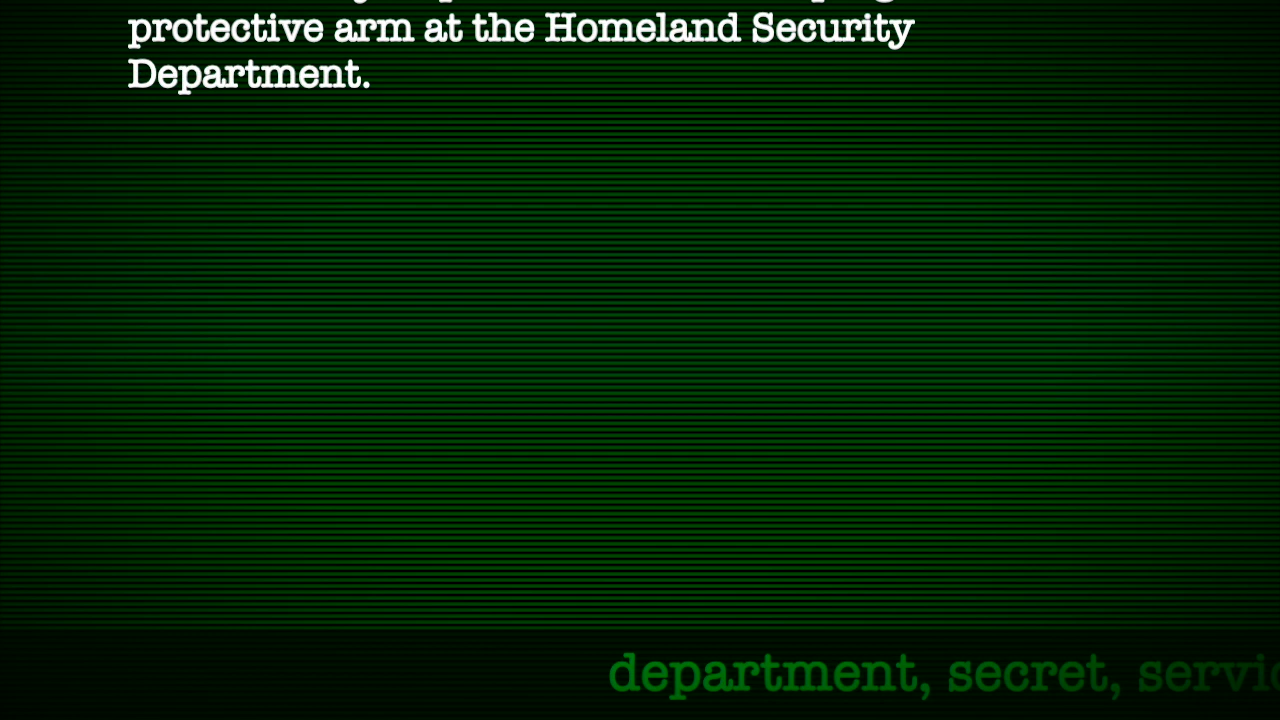 protective arm at the Homeland Security
Department.
department, secret,